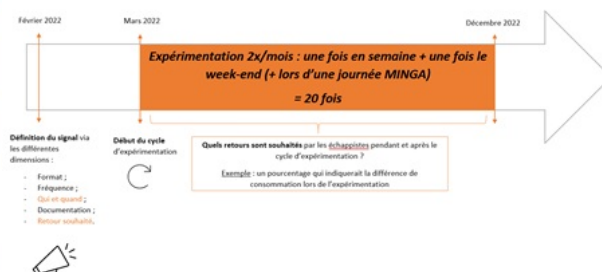 Février 2022
Mars 2022
Décembre 2022
Expérimentation 2x/mois : une fois en semaine + une fois le
week-end (+ lors d'une journée MINGA)
= 20 fois
Définition du signal via
les différentes
dimensions :
- Format ;
- Fréquence ;
- Qui et quand ;
- Documentation ;
- Retour souhaité.
Début du cycle
d'expérimentation
Quels retours sont souhaités par les échappistes pendant et après le
cycle d'expérimentation ?
Exemple : un pourcentage qui indiquerait la différence de
consommation lors de l'expérimentation